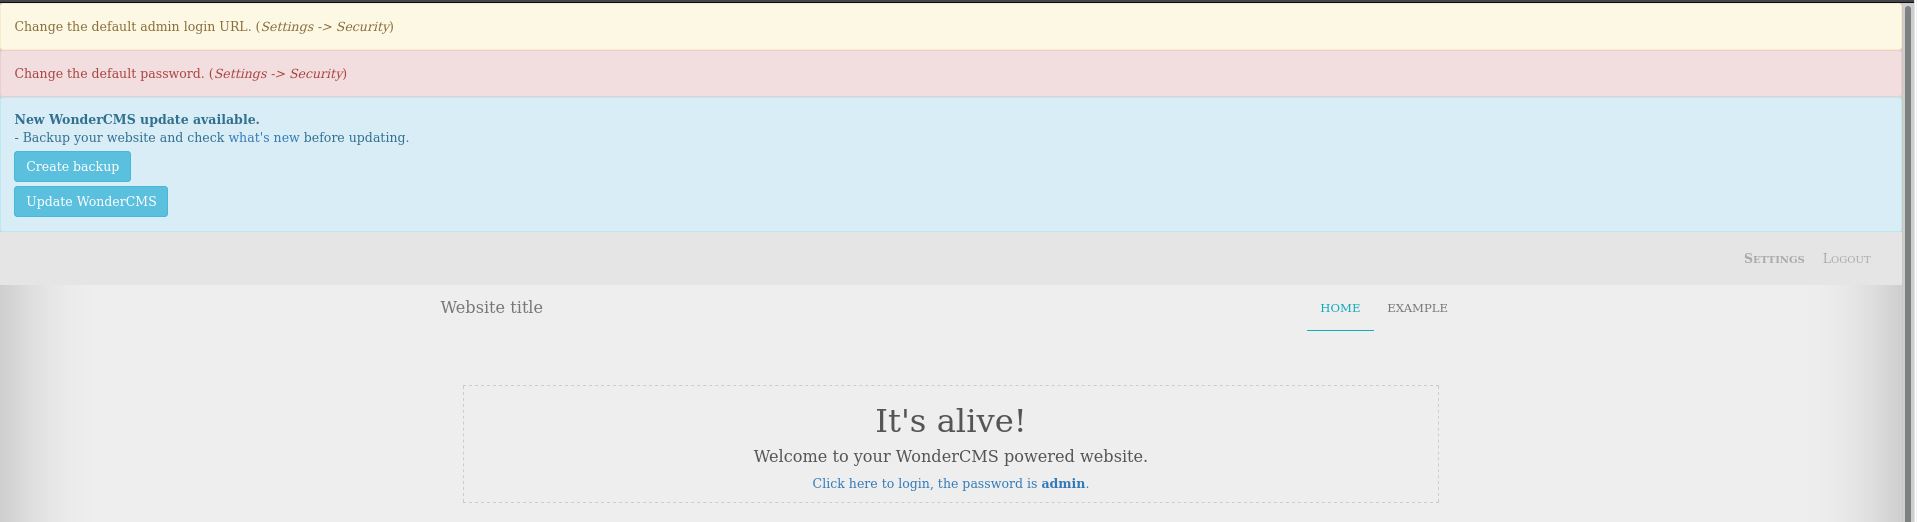 Change the default admin login URL. (Settings -> Security)
Change the default password. (Settings -> Security)
New WonderCMS update available.
- Backup your website and check what's new before updating.
Create backup
Update WonderCMS
SETTINGS LOGOUT
Website title HOME EXAMPLE
It's alive!
Welcome to your WonderCMS powered website.
Click here to login, the password is admin.